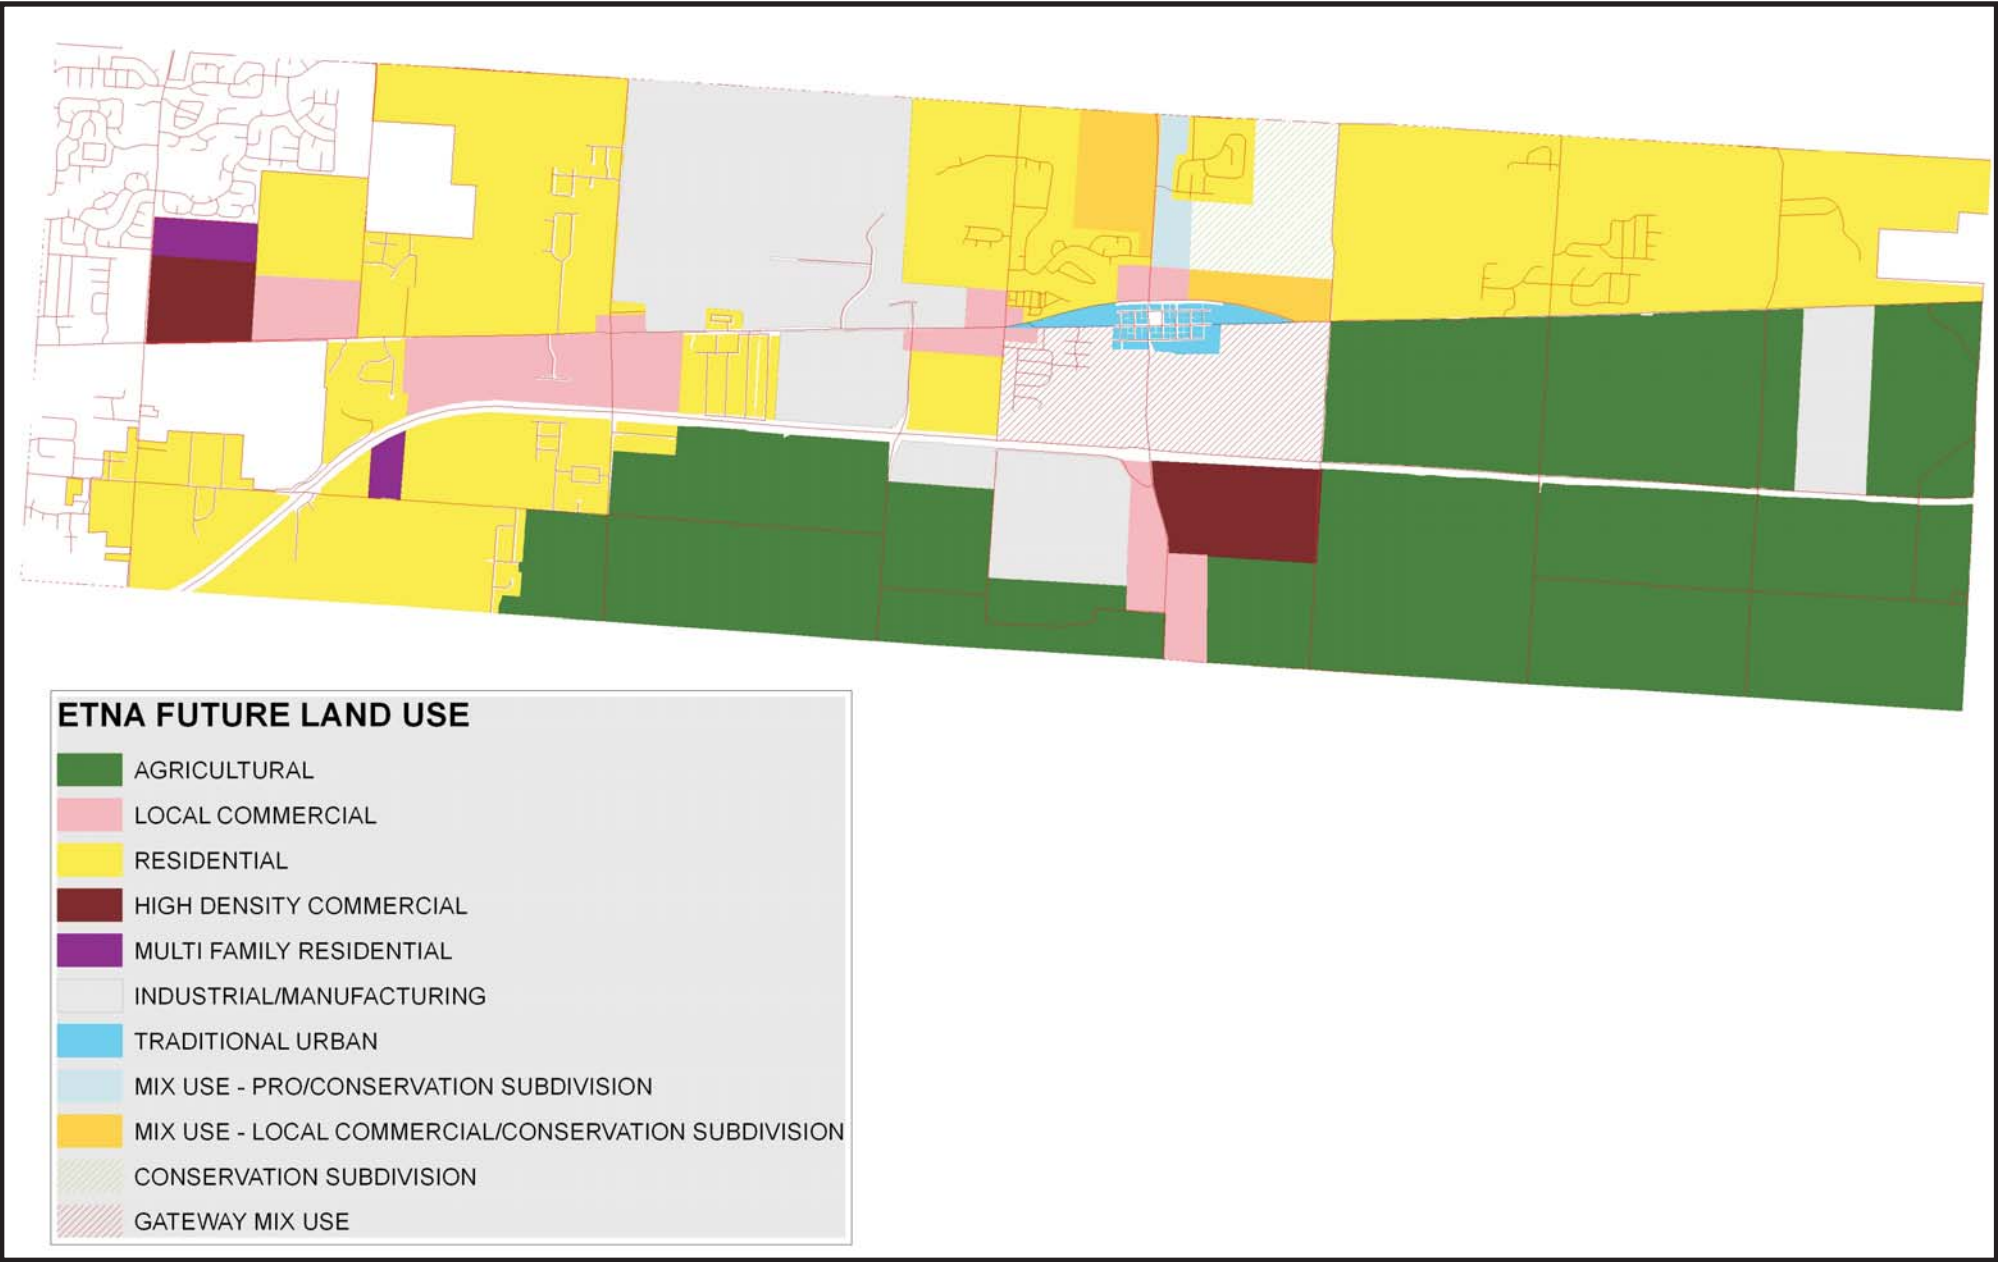 ETNA FUTURE LAND USE
AGRICULTURAL
LOCAL COMMERCIAL
RESIDENTIAL
HIGH DENSITY COMMERCIAL
MULTI FAMILY RESIDENTIAL
INDUSTRIAL/MANUFACTURING
TRADITIONAL URBAN
MIX USE - PRO/CONSERVATION SUBDIVISION
MIX USE - LOCAL COMMERCIAL/CONSERVATION SUBDIVISION
CONSERVATION SUBDIVISION
GATEWAY MIX USE